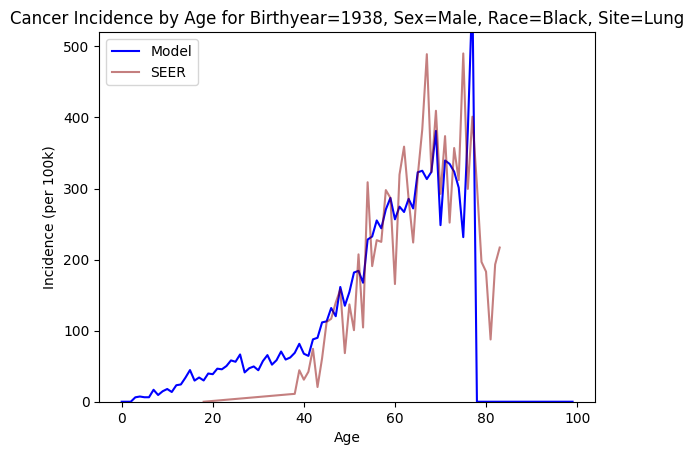 Cancer Incidence by Age for Birthyear=1938, Sex=Male, Race=Black, Site=Lung
Model
SEER
Incidence (per 100k)
500
400
300
200
100
0
0 20 40 60 80 100
Age